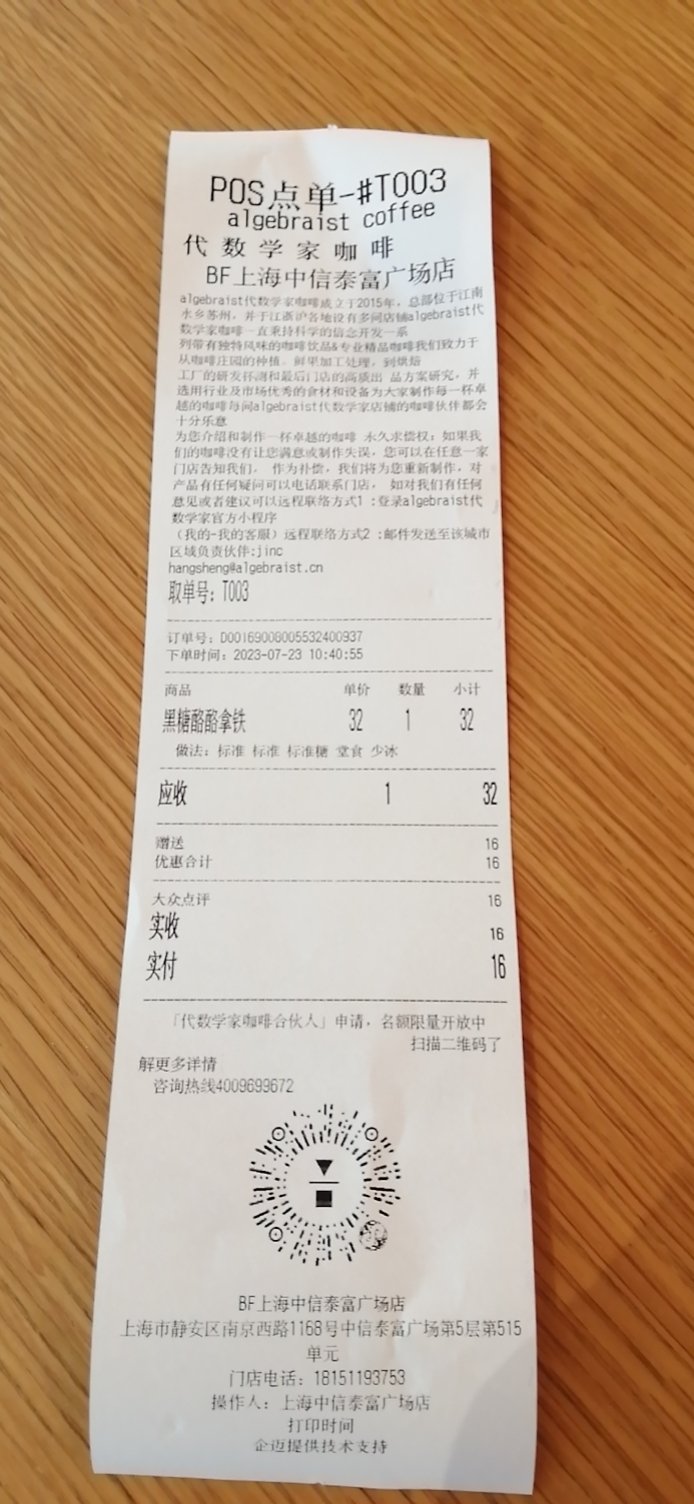 POS点单-#T003
algebraist coffee
代数学家咖啡
BF上海中信泰富广场店
algebraist代数学家咖啡成立于2015年，总部位于江南
水乡苏州，并于江浙沪各地设有多间店铺algebraist代
数学家咖啡一直秉持科学的信念开发一系
列带有独特风味的咖啡饮品&专业精品咖啡我们致力于
从咖啡庄园的种植，鲜果加工处理，到烘焙
工厂的研发杯测和最后门店的高质出 品方案研究，并
选用行业及市场优秀的食材和设备为大家制作每一杯卓
越的咖啡每间algebraist代数学家店铺的咖啡伙伴都会
十分乐意
为您介绍和制作一杯卓越的咖啡 永久求偿权：如果我
们的咖啡没有让您满意或制作失误，您可以在任意一家
门店告知我们， 作为补偿，我们将为您重新制作，对
产品有任何疑问可以电话联系门店， 如对我们有任何
意见或者建议可以远程联络方式1 :登录algebraist代
数学家官方小程序
（我的-我的客服）远程联络方式2 :邮件发送至该城市
区域负责伙伴:jinc
hangsheng@algebraist.cn
取单号：T003
订单号：D00169008005532400937
下单时间：2023-07-23 10:40:55
商品 单价 数量 小计
黑糖酪酪拿铁 32 1 32
做法：标准 标准 标准糖 堂食 少冰
应收 1 32
赠送 16
优惠合计 16
大众点评 16
实收 16
实付 16
「代数学家咖啡合伙人」申请，名额限量开放中
扫描二维码了
解更多详情
咨询热线4009699672
BF上海中信泰富广场店
上海市静安区南京西路1168号中信泰富广场第5层第515
单元
门店电话：18151193753
操作人：上海中信泰富广场店
打印时间
企迈提供技术支持